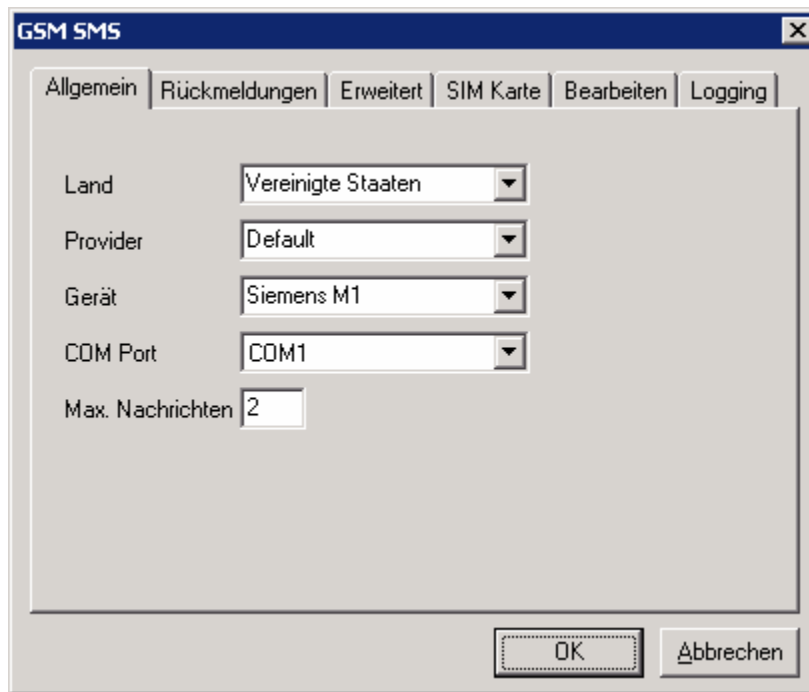 GSM SMS
Allgemein Rückmeldungen Erweitert SIM Karte Bearbeiten Logging
Land Vereinigte Staaten
Provider Default
Gerät Siemens M1
COM Port COM1
Max. Nachrichten 2
OK Abbrechen